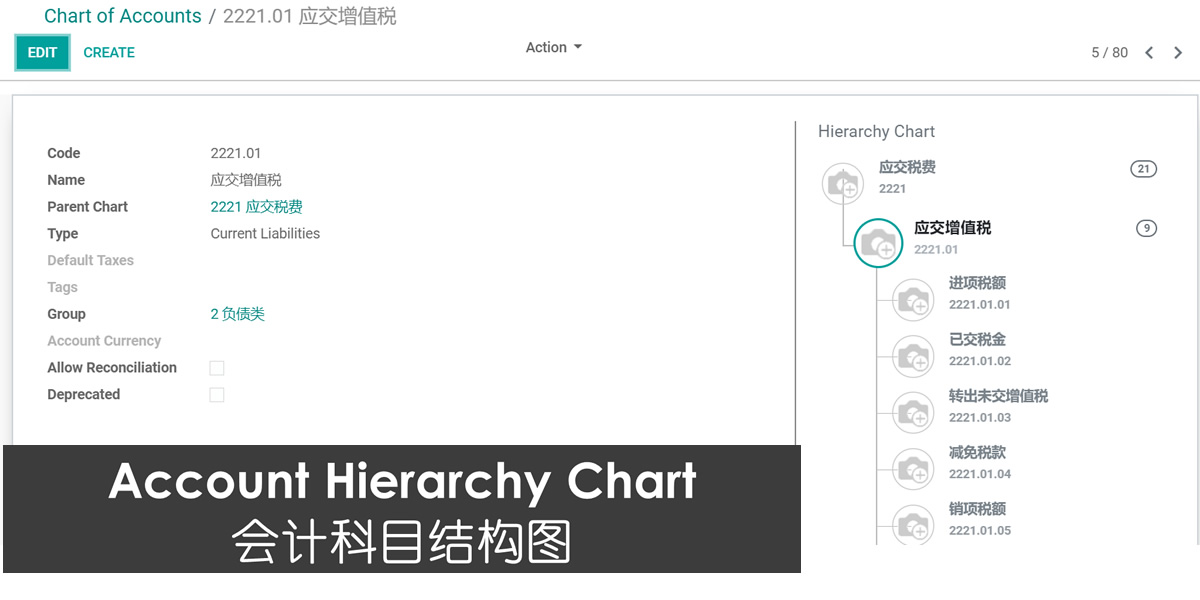 Chart of Accounts / 2221.01 应交增值税
EDIT CREATE Action 5 / 80
Code 2221.01
Name 应交增值税
Parent Chart 2221 应交税费
Type Current Liabilities
Default Taxes
Tags
Group 2 负债类
Account Currency
Allow Reconciliation
Deprecated
Hierarchy Chart
应交税费 21
2221
应交增值税 9
2221.01
进项税额
2221.01.01
已交税金
2221.01.02
转出未交增值税
2221.01.03
减免税款
2221.01.04
销项税额
2221.01.05
Account Hierarchy Chart
会计科目结构图